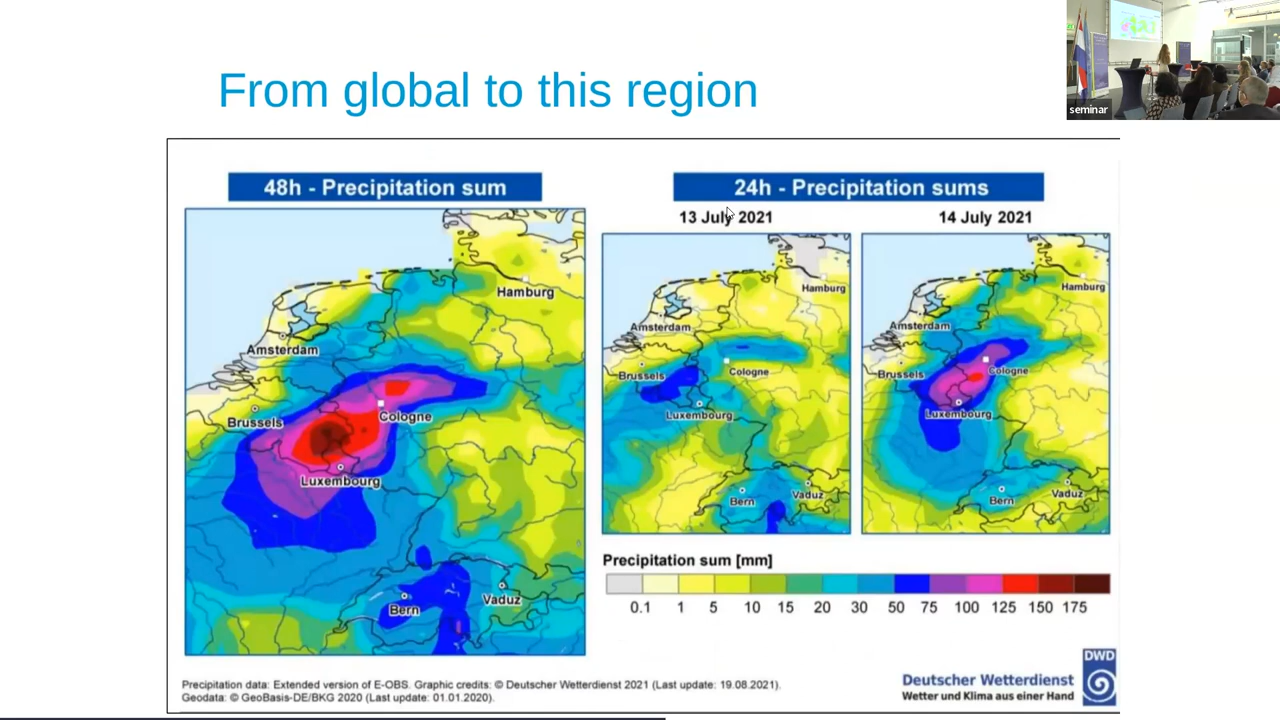 From global to this region
seminar
48h - Precipitation sum
Hamburg
Amsterdam
Brussels
Cologne
Luxembourg
Bern
Vaduz
24h - Precipitation sums
13 July 2021
14 July 2021
Hamburg
Amsterdam
Brussels
Cologne
Luxembourg
Bern
Vaduz
Hamburg
Amsterdam
Brussels
Cologne
Luxembourg
Bern
Vaduz
Precipitation sum [mm]
0.1 1 5 10 15 20 30 50 75 100 125 150 175
Precipitation data: Extended version of E-OBS. Graphic credits: © Deutscher Wetterdienst 2021 (Last update: 19.08.2021).
Geodata: © GeoBasis-DE/BKG 2020 (Last update: 01.01.2020).
Deutscher Wetterdienst
Wetter und Klima aus einer Hand
DWD